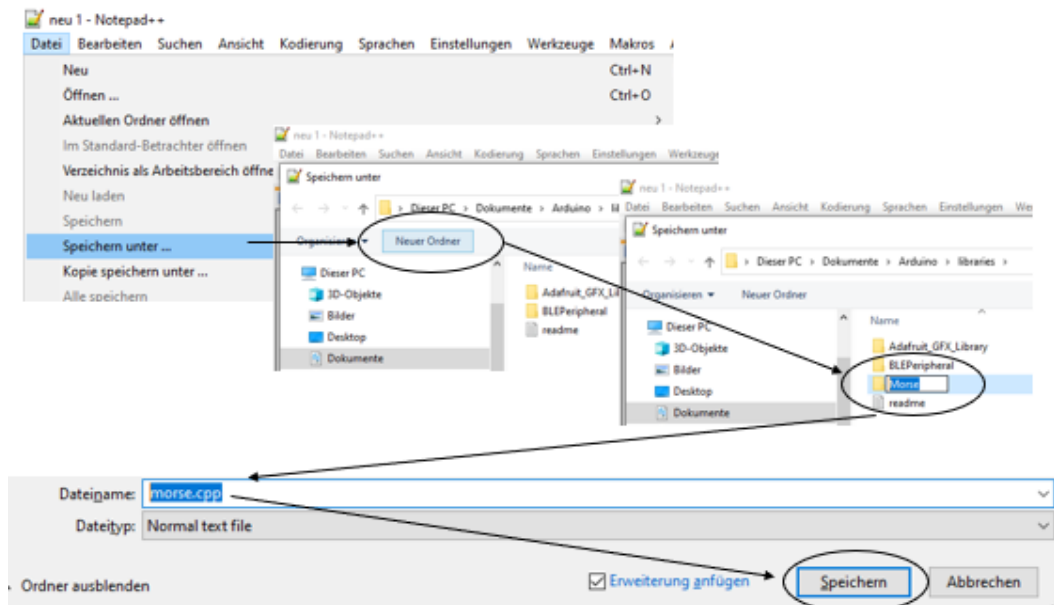 neu 1 - Notepad++
Datei Bearbeiten Suchen Ansicht Kodierung Sprachen Einstellungen Werkzeuge Makros
Neu Ctrl+N
Öffnen ... Ctrl+O
Aktuellen Ordner öffnen >
Im Standard-Betrachter öffnen
Verzeichnis als Arbeitsbereich öffne
Neu laden
Speichern
Speichern unter ...
Kopie speichern unter ...
Alle speichern
neu 1 - Notepad++
Datei Bearbeiten Suchen Ansicht Kodierung Sprachen Einstellungen Werkzeuge
Speichern unter
> Dieser PC > Dokumente > Arduino >
Organisieren Neuer Ordner
Name
Dieser PC
3D-Objekte
Bilder
Desktop
Dokumente
Adafruit_GFX_Li
BLEPeripheral
readme
neu 1 - Notepad++
Datei Bearbeiten Suchen Ansicht Kodierung Sprachen Einstellungen
Speichern unter
> Dieser PC > Dokumente > Arduino > libraries >
Organisieren Neuer Ordner
Name
Dieser PC
3D-Objekte
Bilder
Desktop
Dokumente
Adafruit_GFX_Library
BLEPeripheral
Morse
readme
Dateiname: morse.cpp
Dateityp: Normal text file
Ordner ausblenden
Erweiterung anfügen
Speichern Abbrechen